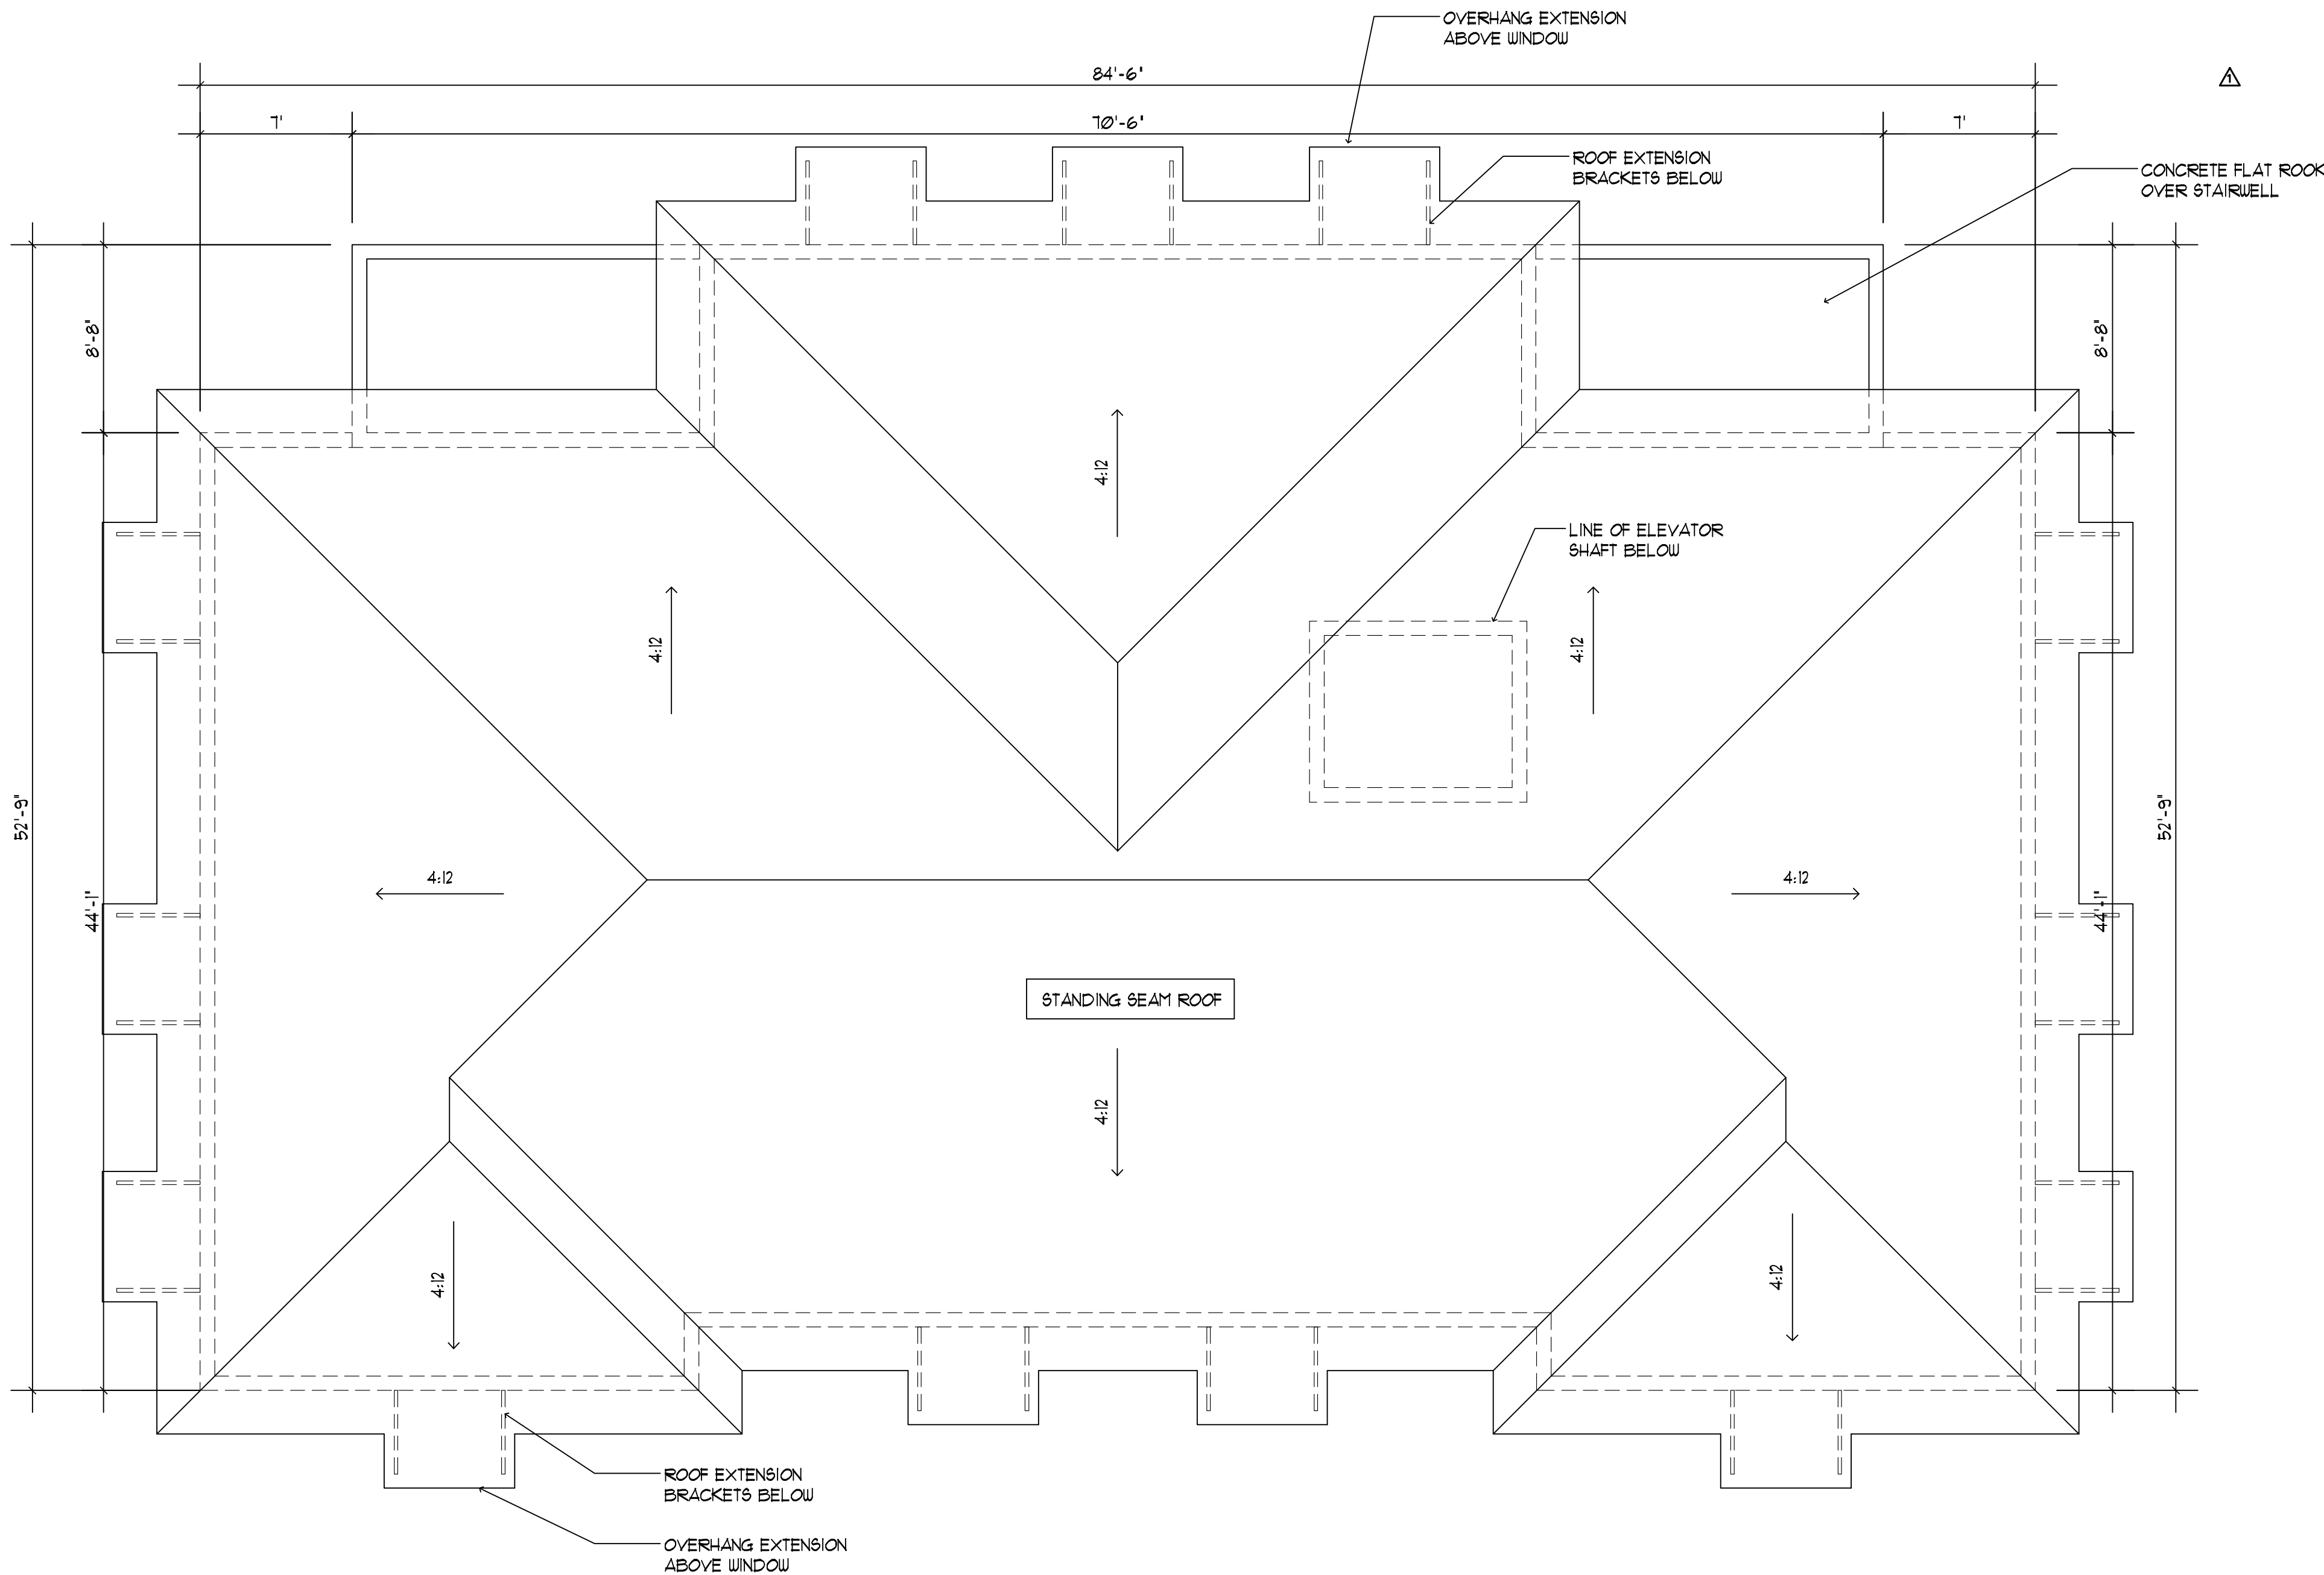 OVERHANG EXTENSION
ABOVE WINDOW
84'-6"
1
7'
70'-6"
7'
ROOF EXTENSION
BRACKETS BELOW
CONCRETE FLAT ROOK
OVER STAIRWELL
8'-8"
8'-8"
4:12
LINE OF ELEVATOR
SHAFT BELOW
4:12
4:12
52'-9"
52'-9"
4:12
4:12
44'-1"
44'-1"
STANDING SEAM ROOF
4:12
4:12
4:12
ROOF EXTENSION
BRACKETS BELOW
OVERHANG EXTENSION
ABOVE WINDOW